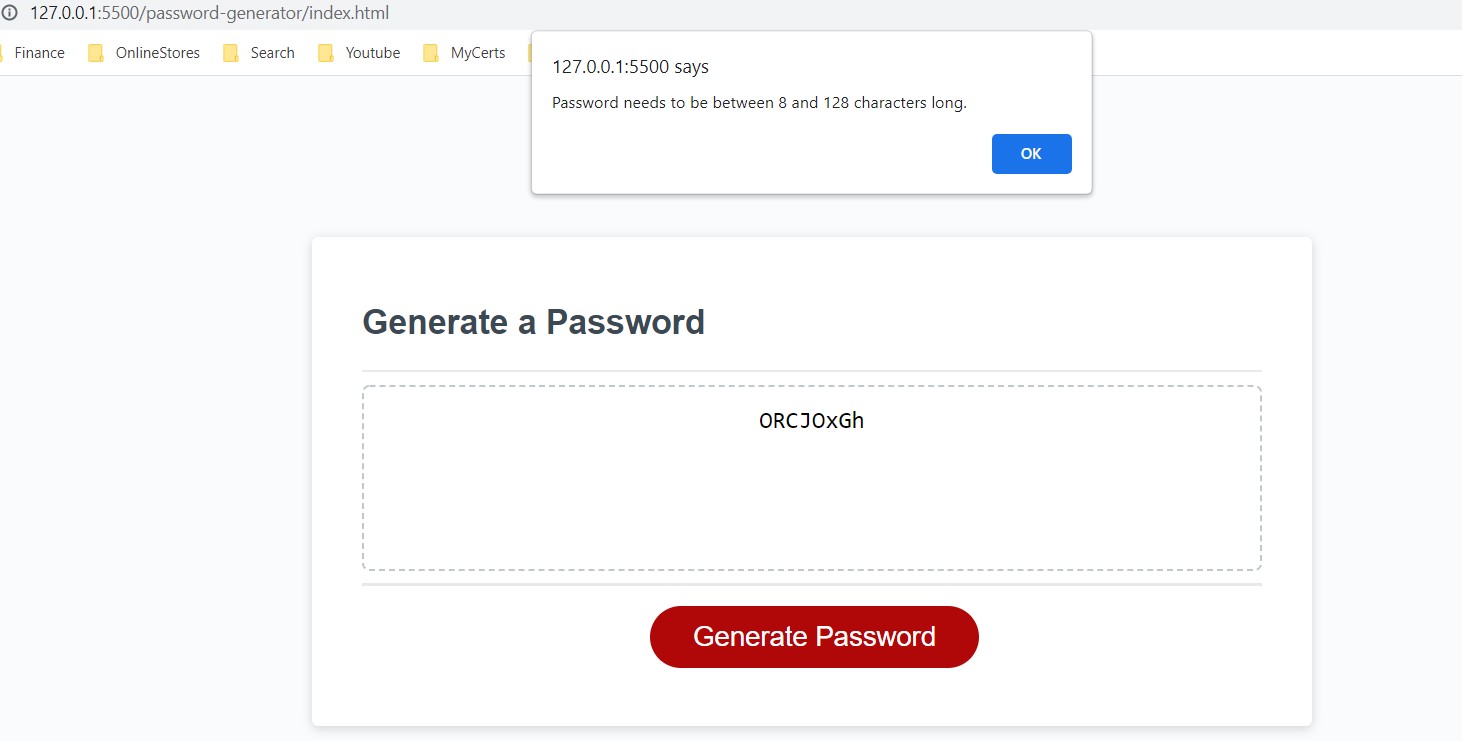 127.0.0.1:5500/password-generator/index.html
Finance OnlineStores Search Youtube MyCerts
127.0.0.1:5500 says
Password needs to be between 8 and 128 characters long.
OK
Generate a Password
ORCJOxGh
Generate Password